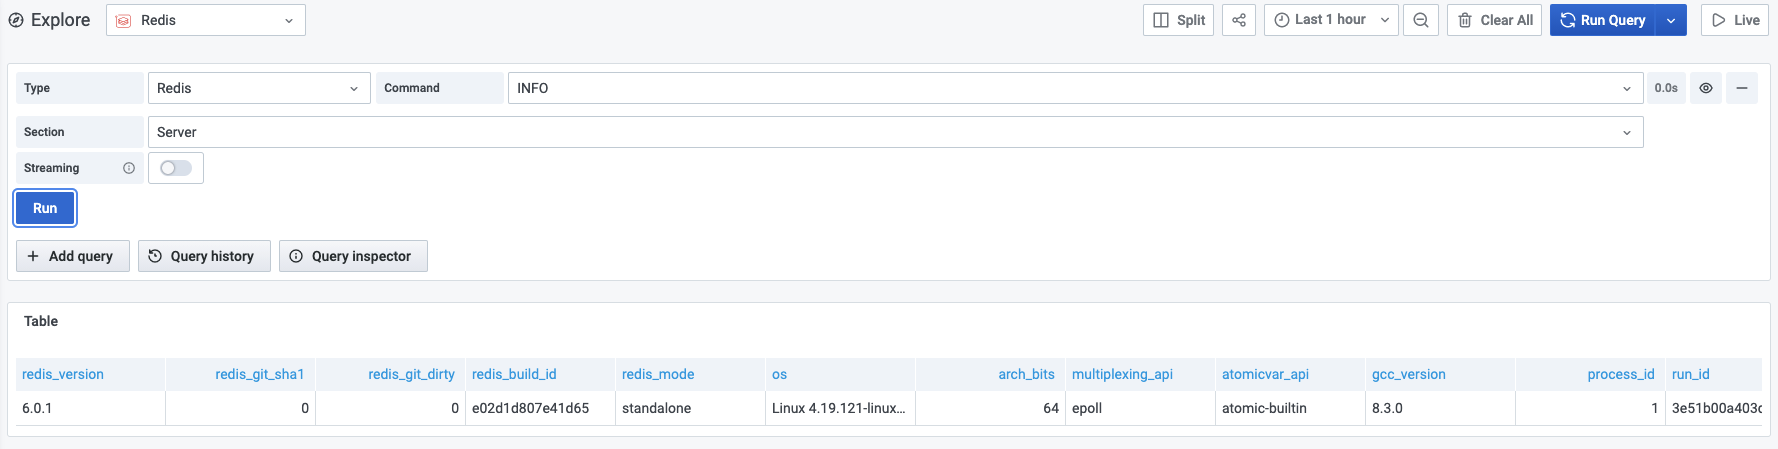 Explore Redis Split Last 1 hour Clear All Run Query Live
Type Redis Command INFO 0.0s
Section Server
Streaming
Run
Add query Query history Query inspector
Table
redis_version redis_git_sha1 redis_git_dirty redis_build_id redis_mode os arch_bits multiplexing_api atomicvar_api gcc_version process_id run_id
6.0.1 0 0 e02d1d807e41d65 standalone Linux 4.19.121-linux... 64 epoll atomic-builtin 8.3.0 1 3e51b00a403c